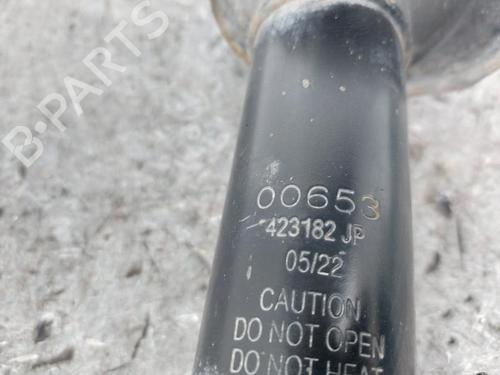 B-PARTS
00653
423182 JP
05/22
CAUTION
DO NOT OPEN
DO NOT HEAT